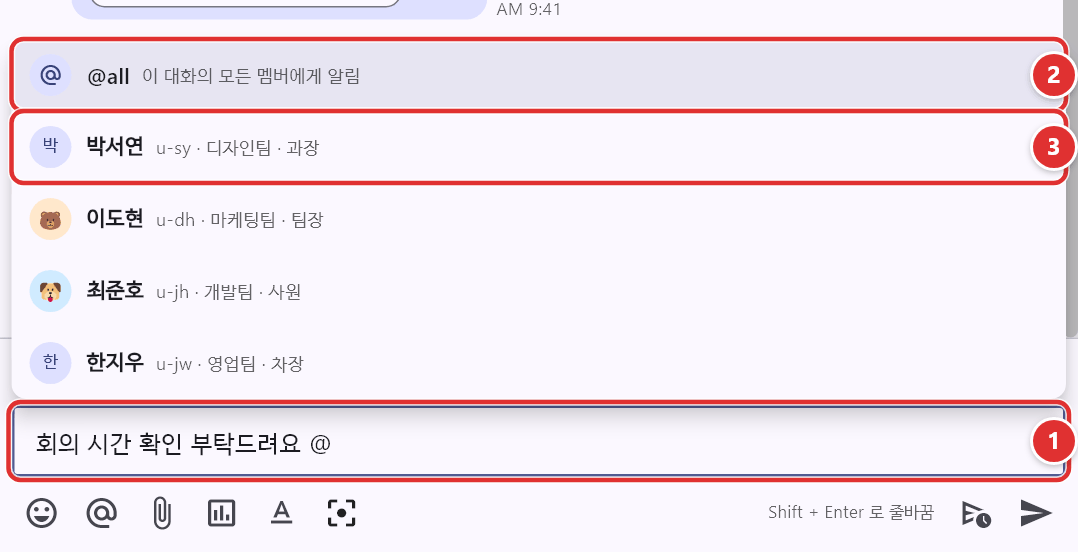 AM 9:41
@ @all 이 대화의 모든 멤버에게 알림 2
박 박서연 u-sy · 디자인팀 · 과장 3
이도현 u-dh · 마케팅팀 · 팀장
최준호 u-jh · 개발팀 · 사원
한 한지우 u-jw · 영업팀 · 차장
회의 시간 확인 부탁드려요 @ 1
Shift + Enter 로 줄바꿈